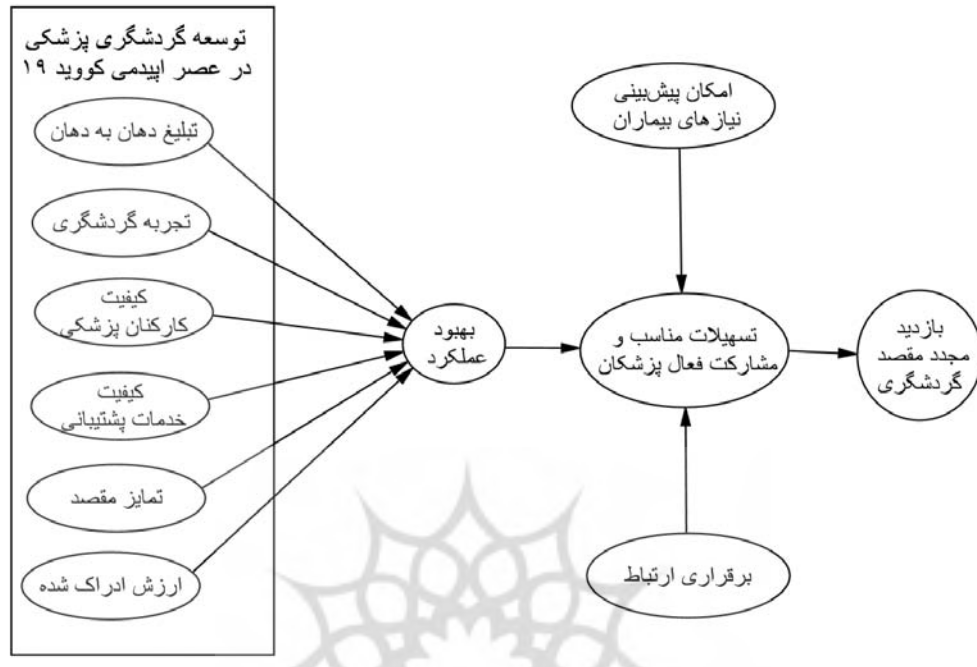 توسعه گردشگری پزشکی
در عصر اپیدمی کووید ۱۹
تبلیغ دهان به دهان
تجربه گردشگری
کیفیت
کارکنان پزشکی
کیفیت
خدمات پشتیبانی
تمایز مقصد
ارزش ادراک شده
بهبود
عملکرد
امکان پیش‌بینی
نیازهای بیماران
تسهیلات مناسب و
مشارکت فعال پزشکان
برقراری ارتباط
بازدید
مجدد مقصد
گردشگری